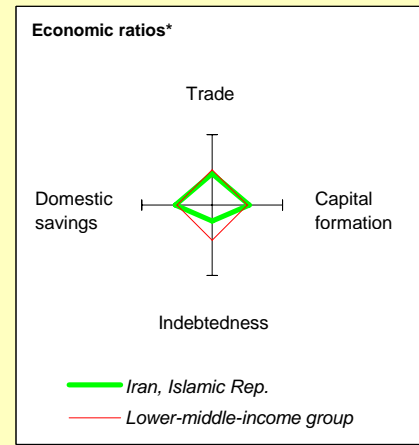 Economic ratios*
Trade
Domestic
savings
Capital
formation
Indebtedness
Iran, Islamic Rep.
Lower-middle-income group